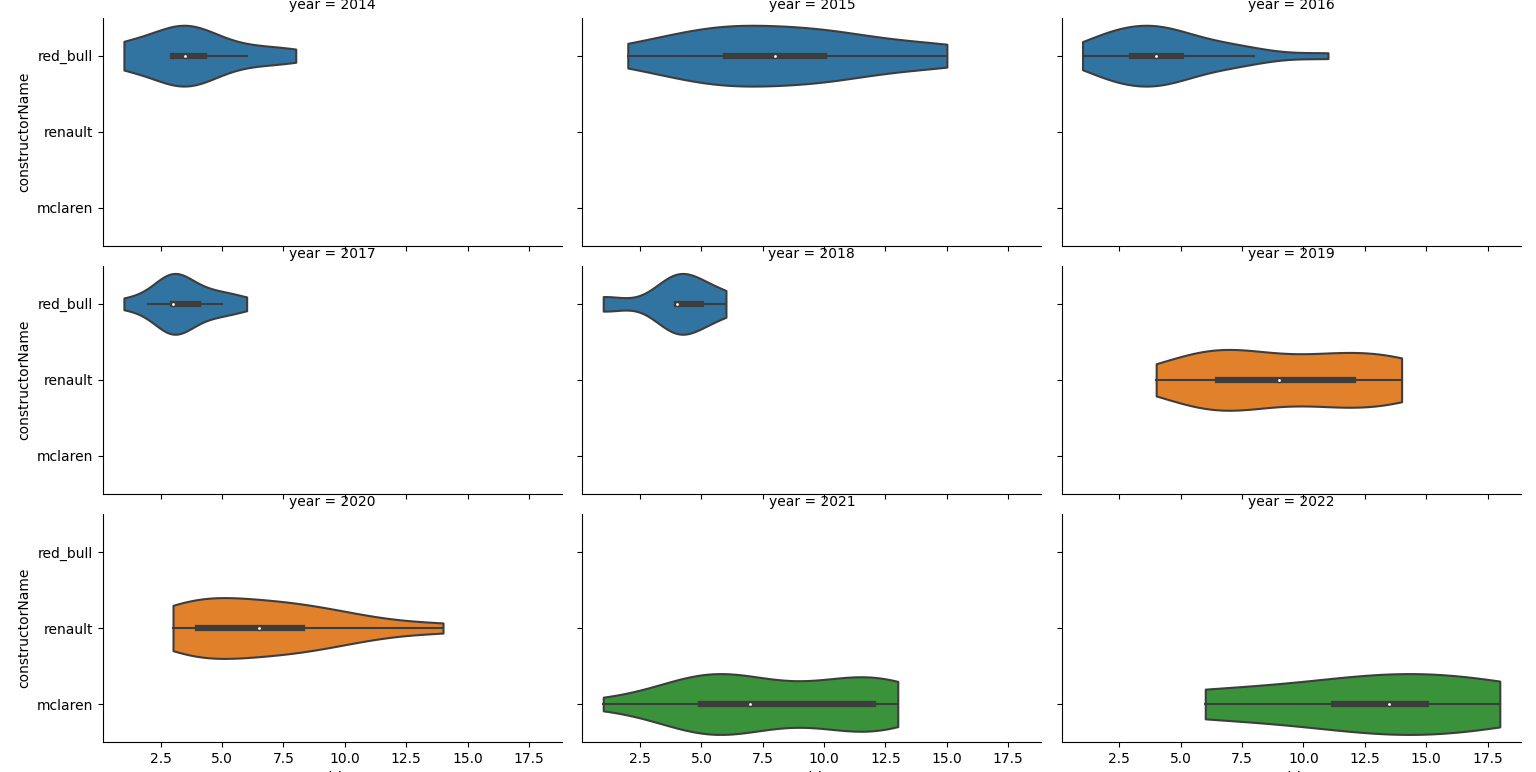 year = 2014
year = 2015
year = 2016
red_bull
renault
mclaren
constructorName
year = 2017
year = 2018
year = 2019
red_bull
renault
mclaren
constructorName
year = 2020
year = 2021
year = 2022
red_bull
renault
mclaren
constructorName
2.5 5.0 7.5 10.0 12.5 15.0 17.5
2.5 5.0 7.5 10.0 12.5 15.0 17.5
2.5 5.0 7.5 10.0 12.5 15.0 17.5